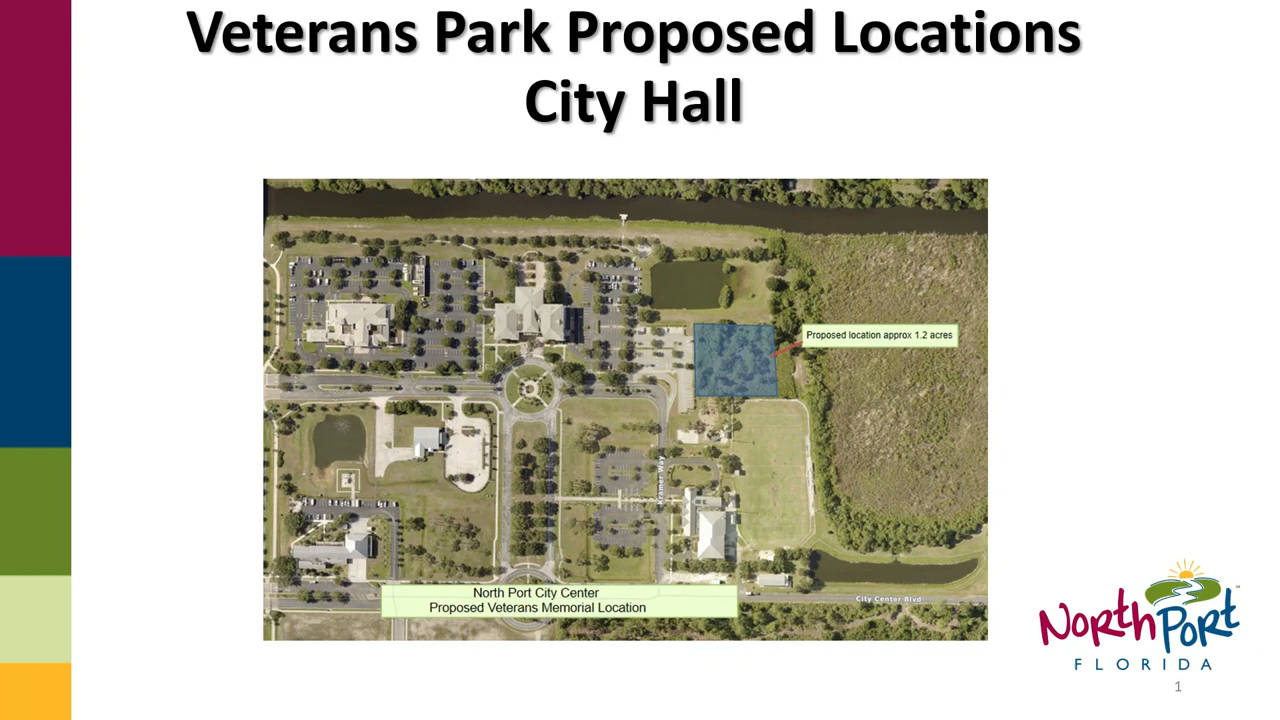 Veterans Park Proposed Locations
City Hall
Proposed location approx 1.2 acres
Kramer Way
North Port City Center
Proposed Veterans Memorial Location
City Center Blvd
North Port
FLORIDA
1